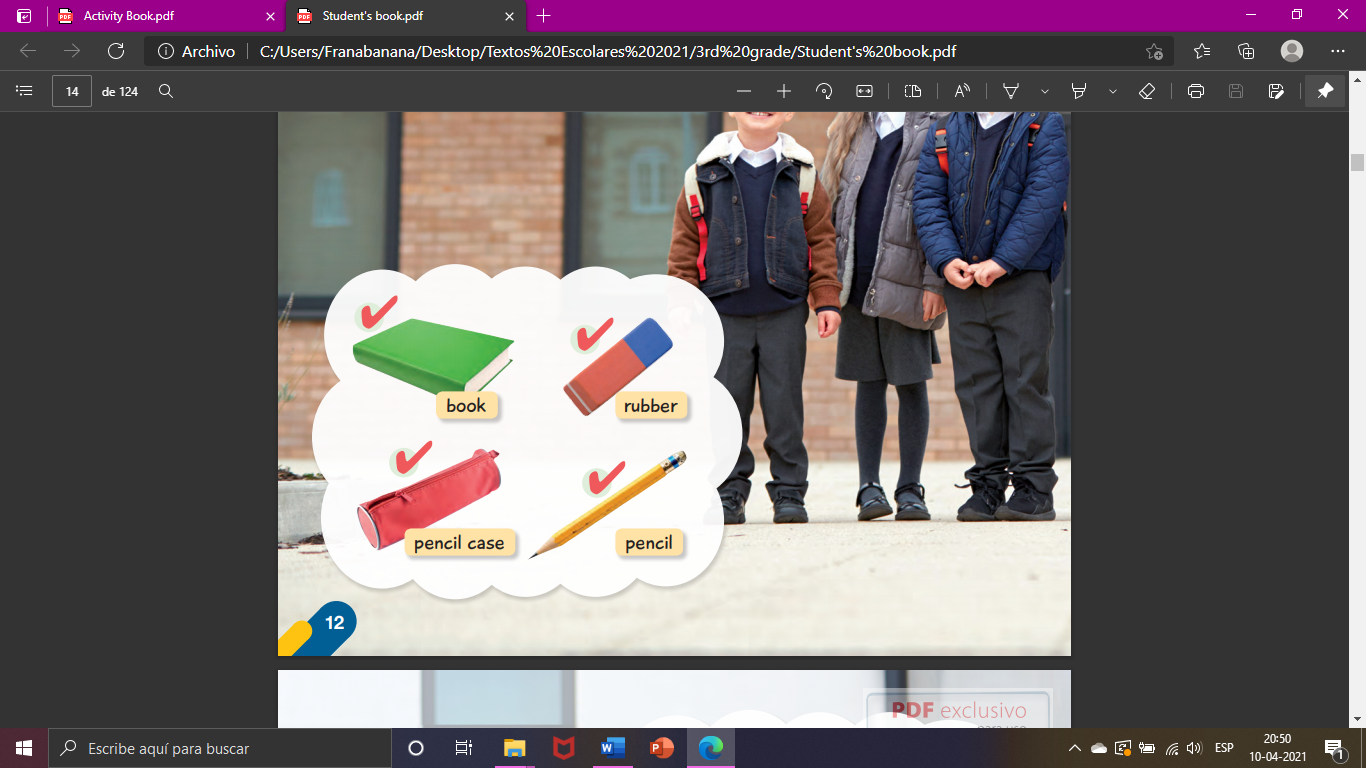 Activity Book.pdf
Student's book.pdf
Archivo
C:/Users/Franabanana/Desktop/Textos%20Escolares%202021/3rd%20grade/Student's%20book.pdf
14 de 124
book
rubber
pencil case
pencil
12
PDF exclusivo
Escribe aquí para buscar
ESP
20:50
10-04-2021
1